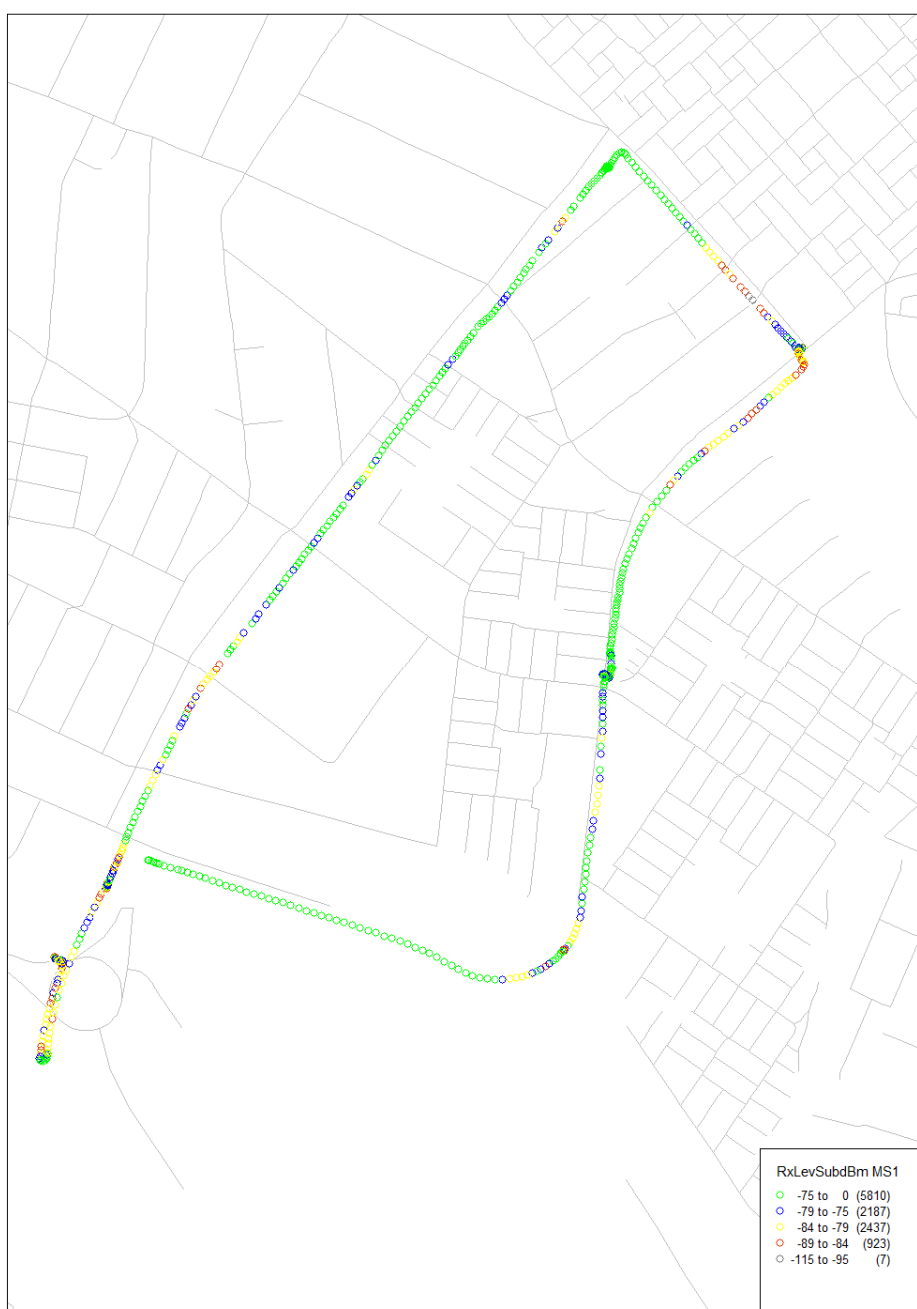 RxLevSubdBm MS1
-75 to 0 (5810)
-79 to -75 (2187)
-84 to -79 (2437)
-89 to -84 (923)
-115 to -95 (7)